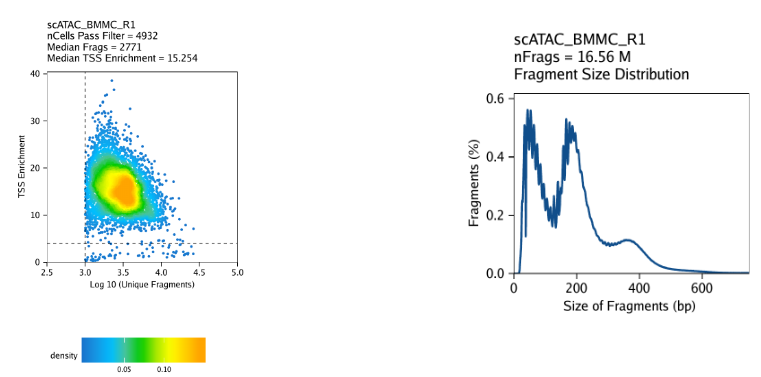 scATAC_BMMC_R1
nCells Pass Filter = 4932
Median Frags = 2771
Median TSS Enrichment = 15.254
40
30
20
10
0
TSS Enrichment
2.5 3.0 3.5 4.0 4.5 5.0
Log 10 (Unique Fragments)
density
0.05 0.10
scATAC_BMMC_R1
nFrags = 16.56 M
Fragment Size Distribution
0.6
0.4
0.2
0.0
Fragments (%)
0 200 400 600
Size of Fragments (bp)